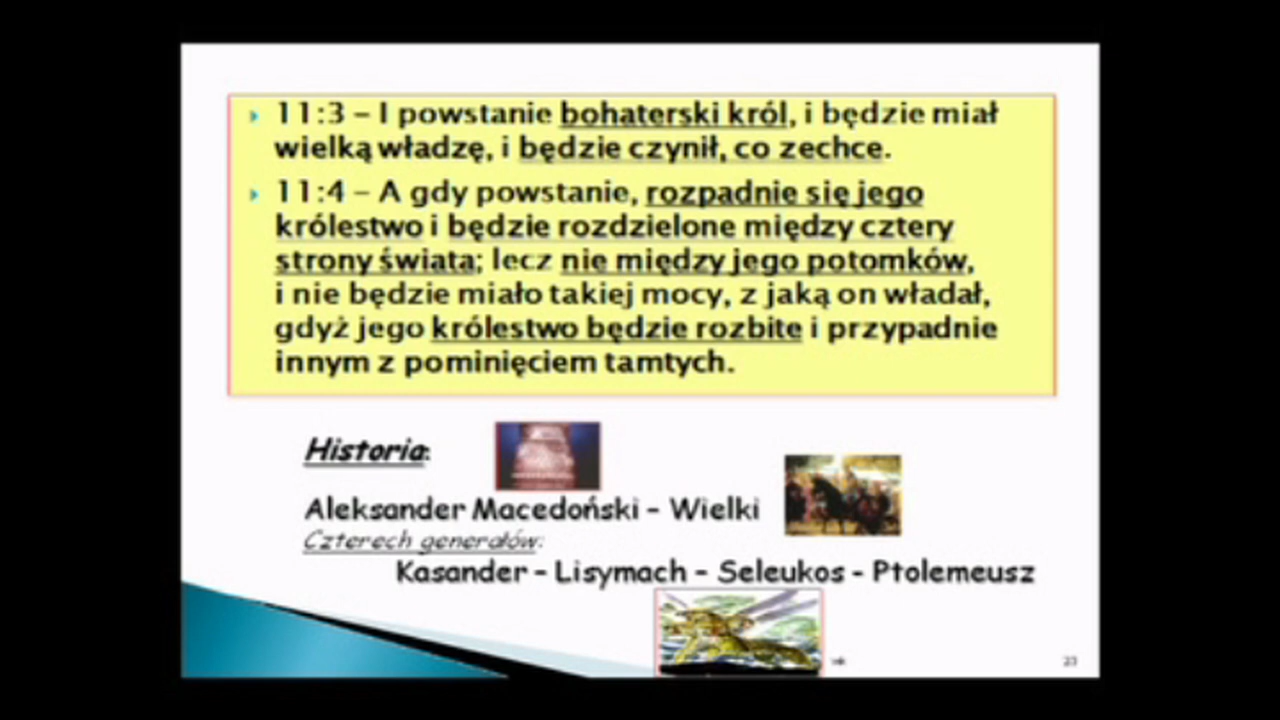 11:3 – I powstanie bohaterski król, i będzie miał
wielką władzę, i będzie czynił, co zechce.
11:4 – A gdy powstanie, rozpadnie się jego
królestwo i będzie rozdzielone między cztery
strony świata; lecz nie między jego potomków,
i nie będzie miało takiej mocy, z jaką on władał,
gdyż jego królestwo będzie rozbite i przypadnie
innym z pominięciem tamtych.
Historia:
Aleksander Macedoński – Wielki
Czterech generałów:
Kasander – Lisymach – Seleukos – Ptolemeusz
23